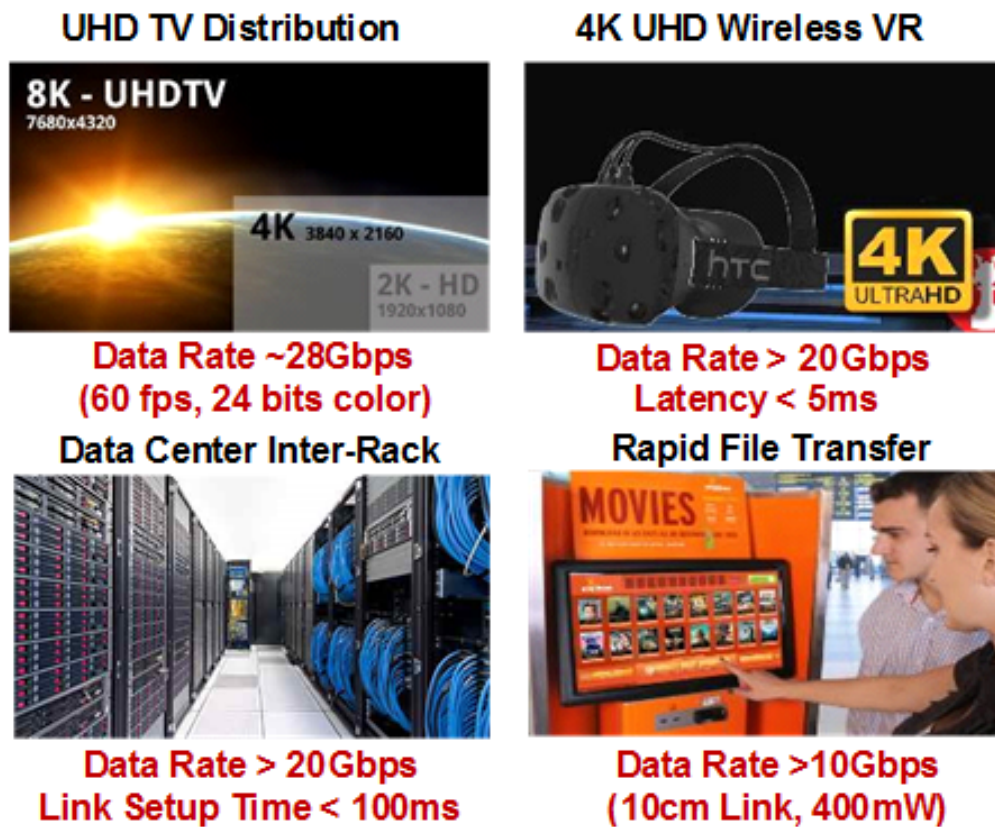 UHD TV Distribution
4K UHD Wireless VR
8K - UHDTV
7680x4320
4K 3840 x 2160
2K - HD
1920x1080
hTC
4K
ULTRAHD
Data Rate ~28Gbps
(60 fps, 24 bits color)
Data Rate > 20Gbps
Latency < 5ms
Data Center Inter-Rack
Rapid File Transfer
MOVIES
Data Rate > 20Gbps
Link Setup Time < 100ms
Data Rate >10Gbps
(10cm Link, 400mW)